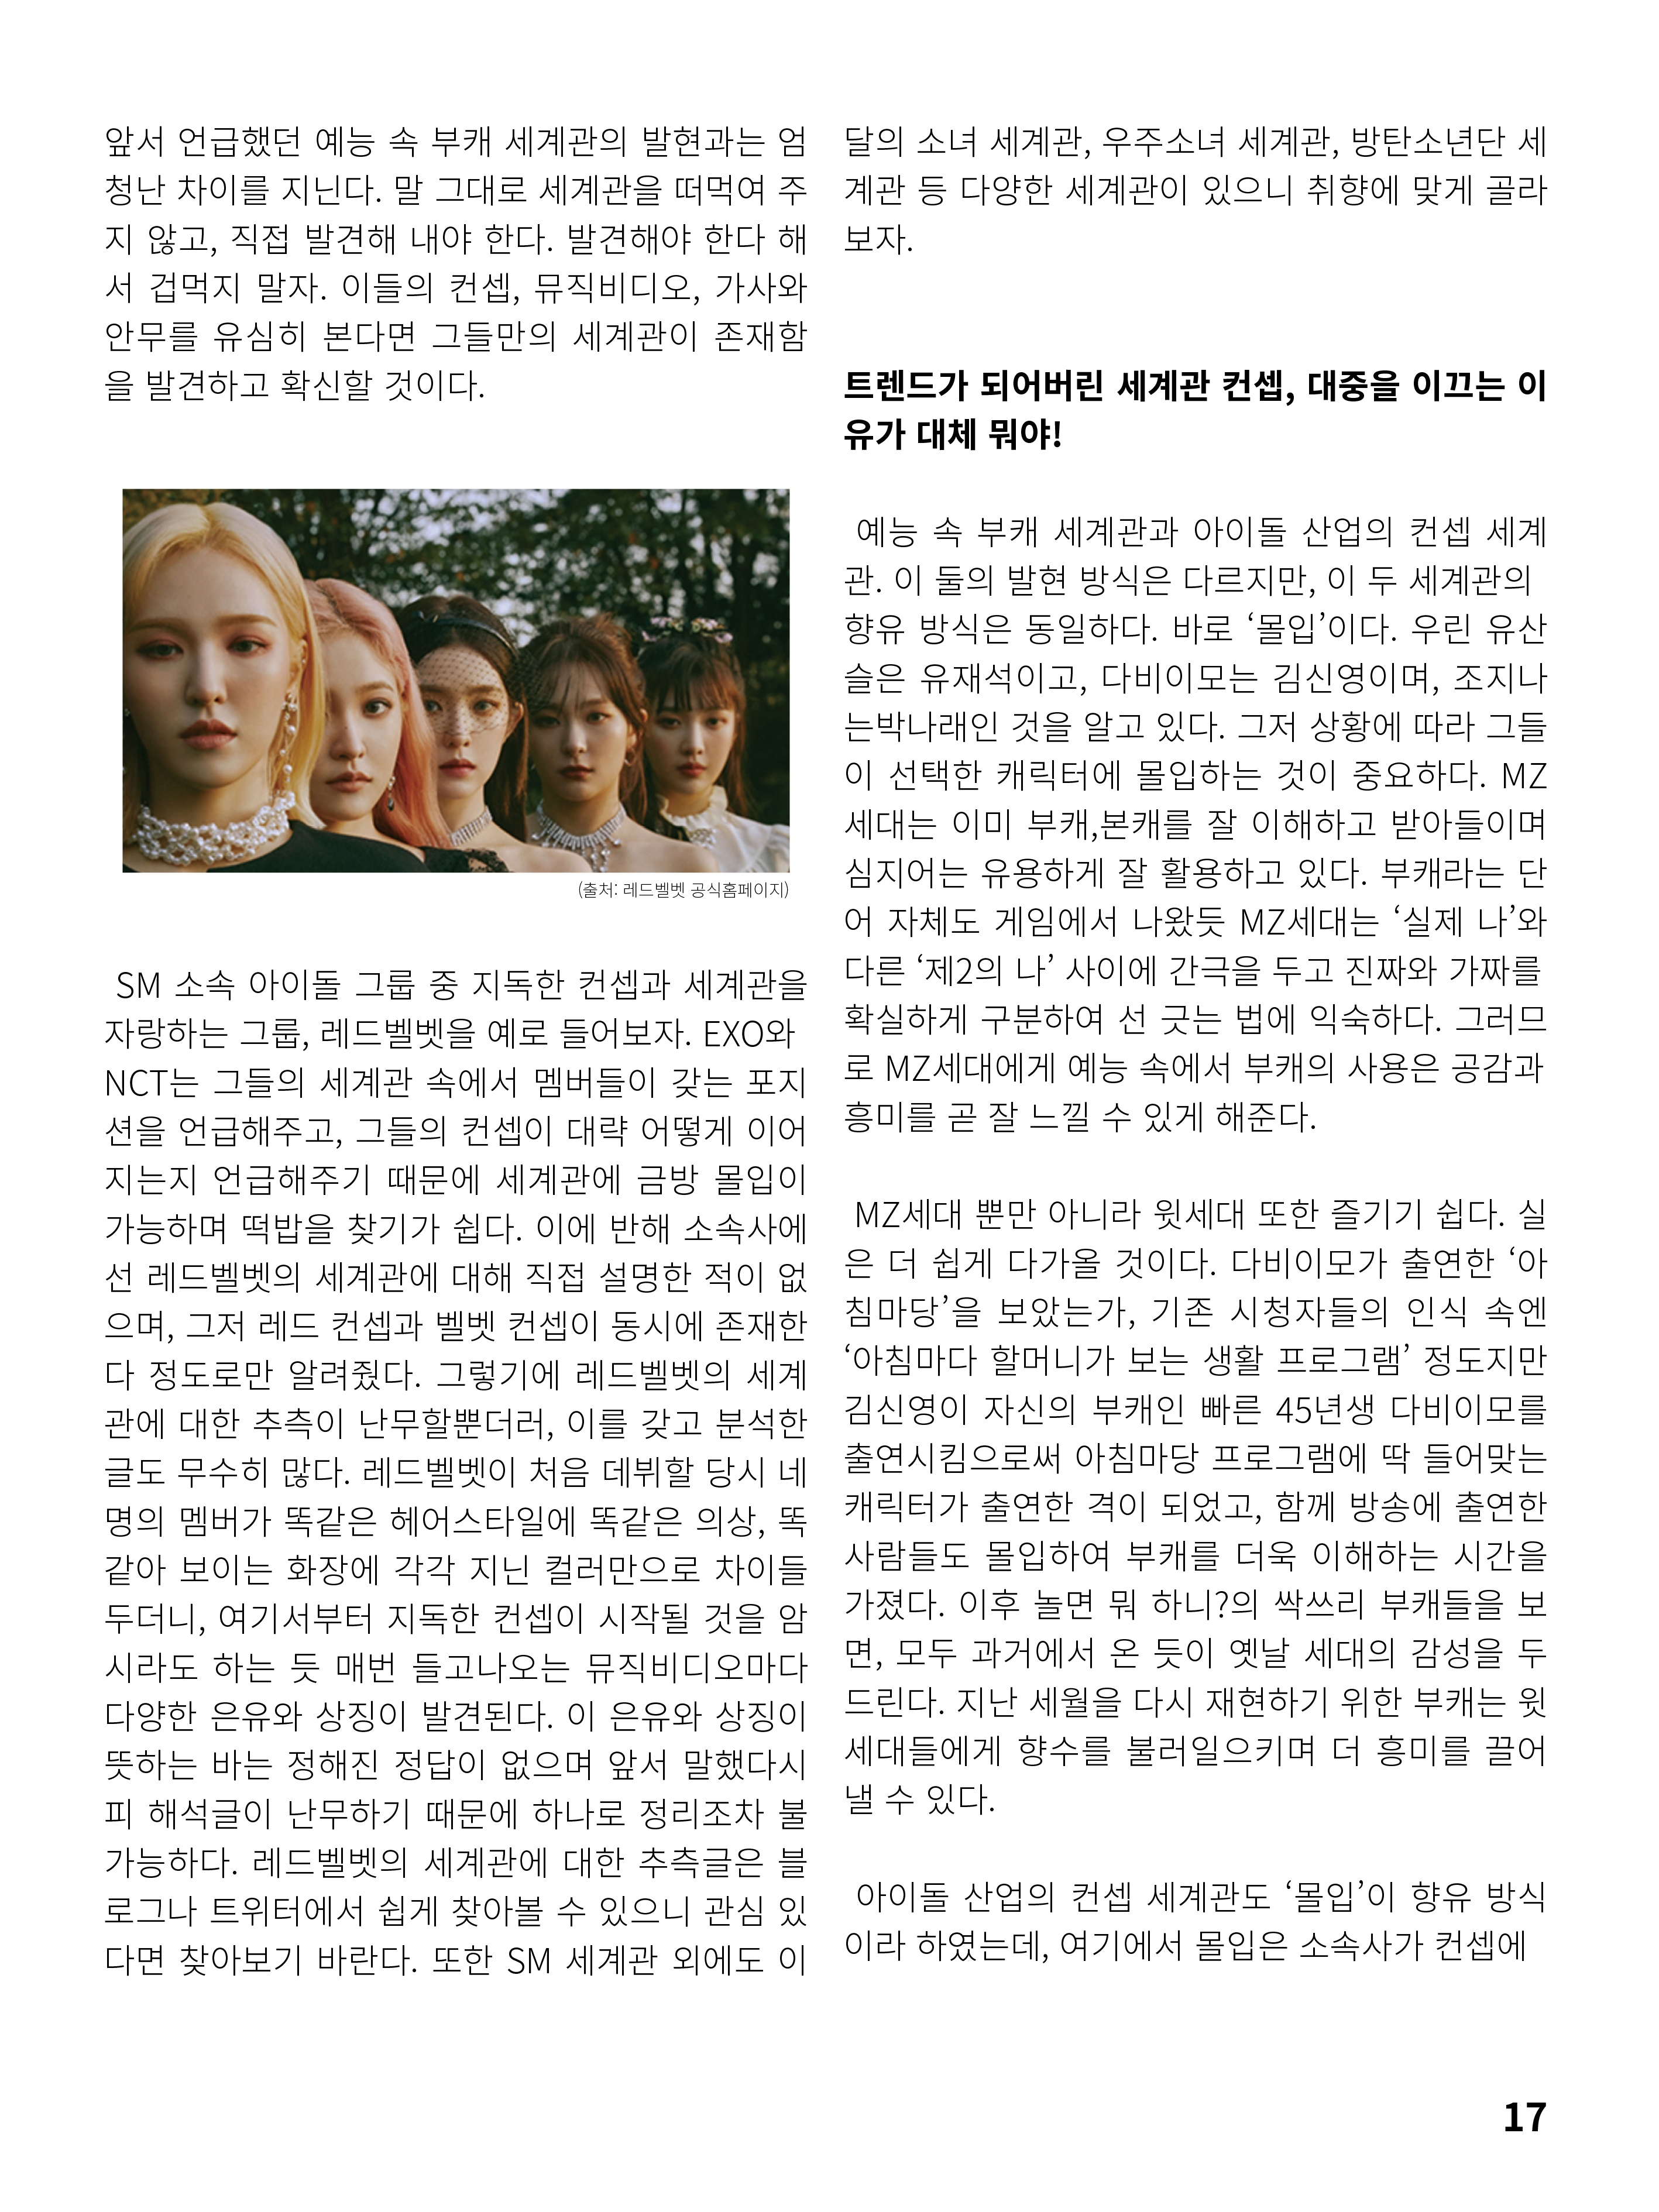 앞서 언급했던 예능 속 부캐 세계관의 발현과는 엄
청난 차이를 지닌다. 말 그대로 세계관을 떠먹여 주
지 않고, 직접 발견해 내야 한다. 발견해야 한다 해
서 겁먹지 말자. 이들의 컨셉, 뮤직비디오, 가사와
안무를 유심히 본다면 그들만의 세계관이 존재함
을 발견하고 확신할 것이다.
(출처: 레드벨벳 공식홈페이지)
SM 소속 아이돌 그룹 중 지독한 컨셉과 세계관을
자랑하는 그룹, 레드벨벳을 예로 들어보자. EXO와
NCT는 그들의 세계관 속에서 멤버들이 갖는 포지
션을 언급해주고, 그들의 컨셉이 대략 어떻게 이어
지는지 언급해주기 때문에 세계관에 금방 몰입이
가능하며 떡밥을 찾기가 쉽다. 이에 반해 소속사에
선 레드벨벳의 세계관에 대해 직접 설명한 적이 없
으며, 그저 레드 컨셉과 벨벳 컨셉이 동시에 존재한
다 정도로만 알려줬다. 그렇기에 레드벨벳의 세계
관에 대한 추측이 난무할뿐더러, 이를 갖고 분석한
글도 무수히 많다. 레드벨벳이 처음 데뷔할 당시 네
명의 멤버가 똑같은 헤어스타일에 똑같은 의상, 똑
같아 보이는 화장에 각각 지닌 컬러만으로 차이들
두더니, 여기서부터 지독한 컨셉이 시작될 것을 암
시라도 하는 듯 매번 들고나오는 뮤직비디오마다
다양한 은유와 상징이 발견된다. 이 은유와 상징이
뜻하는 바는 정해진 정답이 없으며 앞서 말했다시
피 해석글이 난무하기 때문에 하나로 정리조차 불
가능하다. 레드벨벳의 세계관에 대한 추측글은 블
로그나 트위터에서 쉽게 찾아볼 수 있으니 관심 있
다면 찾아보기 바란다. 또한 SM 세계관 외에도 이
달의 소녀 세계관, 우주소녀 세계관, 방탄소년단 세
계관 등 다양한 세계관이 있으니 취향에 맞게 골라
보자.
트렌드가 되어버린 세계관 컨셉, 대중을 이끄는 이
유가 대체 뭐야!
예능 속 부캐 세계관과 아이돌 산업의 컨셉 세계
관. 이 둘의 발현 방식은 다르지만, 이 두 세계관의
향유 방식은 동일하다. 바로 ‘몰입’이다. 우린 유산
슬은 유재석이고, 다비이모는 김신영이며, 조지나
는박나래인 것을 알고 있다. 그저 상황에 따라 그들
이 선택한 캐릭터에 몰입하는 것이 중요하다. MZ
세대는 이미 부캐,본캐를 잘 이해하고 받아들이며
심지어는 유용하게 잘 활용하고 있다. 부캐라는 단
어 자체도 게임에서 나왔듯 MZ세대는 ‘실제 나’와
다른 ‘제2의 나’ 사이에 간극을 두고 진짜와 가짜를
확실하게 구분하여 선 긋는 법에 익숙하다. 그러므
로 MZ세대에게 예능 속에서 부캐의 사용은 공감과
흥미를 곧 잘 느낄 수 있게 해준다.
MZ세대 뿐만 아니라 윗세대 또한 즐기기 쉽다. 실
은 더 쉽게 다가올 것이다. 다비이모가 출연한 ‘아
침마당’을 보았는가, 기존 시청자들의 인식 속엔
‘아침마다 할머니가 보는 생활 프로그램’ 정도지만
김신영이 자신의 부캐인 빠른 45년생 다비이모를
출연시킴으로써 아침마당 프로그램에 딱 들어맞는
캐릭터가 출연한 격이 되었고, 함께 방송에 출연한
사람들도 몰입하여 부캐를 더욱 이해하는 시간을
가졌다. 이후 놀면 뭐 하니?의 싹쓰리 부캐들을 보
면, 모두 과거에서 온 듯이 옛날 세대의 감성을 두
드린다. 지난 세월을 다시 재현하기 위한 부캐는 윗
세대들에게 향수를 불러일으키며 더 흥미를 끌어
낼 수 있다.
아이돌 산업의 컨셉 세계관도 ‘몰입’이 향유 방식
이라 하였는데, 여기에서 몰입은 소속사가 컨셉에
17